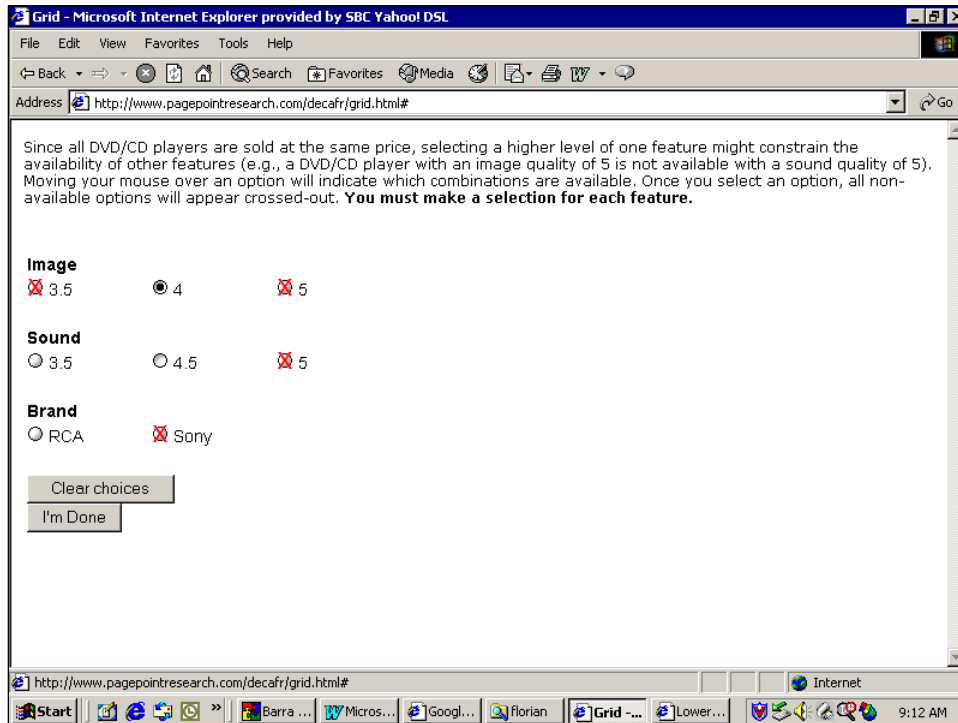 Grid - Microsoft Internet Explorer provided by SBC Yahoo! DSL
File Edit View Favorites Tools Help
Back Search Favorites Media
Address http://www.pagepointresearch.com/decafr/grid.html# Go
Since all DVD/CD players are sold at the same price, selecting a higher level of one feature might constrain the
availability of other features (e.g., a DVD/CD player with an image quality of 5 is not available with a sound quality of 5).
Moving your mouse over an option will indicate which combinations are available. Once you select an option, all non-
available options will appear crossed-out. You must make a selection for each feature.
Image
3.5 4 5
Sound
3.5 4.5 5
Brand
RCA Sony
Clear choices
I'm Done
http://www.pagepointresearch.com/decafr/grid.html# Internet
Start » Barra ... Micros... Googl... florian Grid -... Lower... 9:12 AM